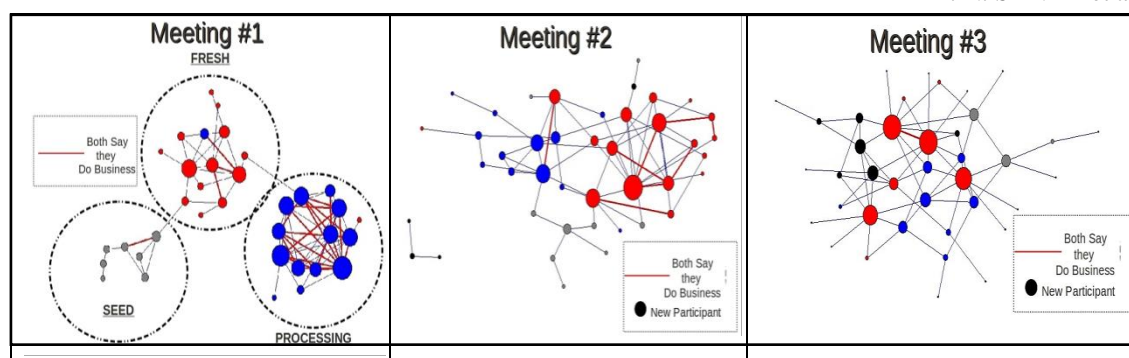 Meeting #1
FRESH
Both Say
they
Do Business
SEED
PROCESSING
Meeting #2
Both Say
they
Do Business
New Participant
Meeting #3
Both Say
they
Do Business
New Participant